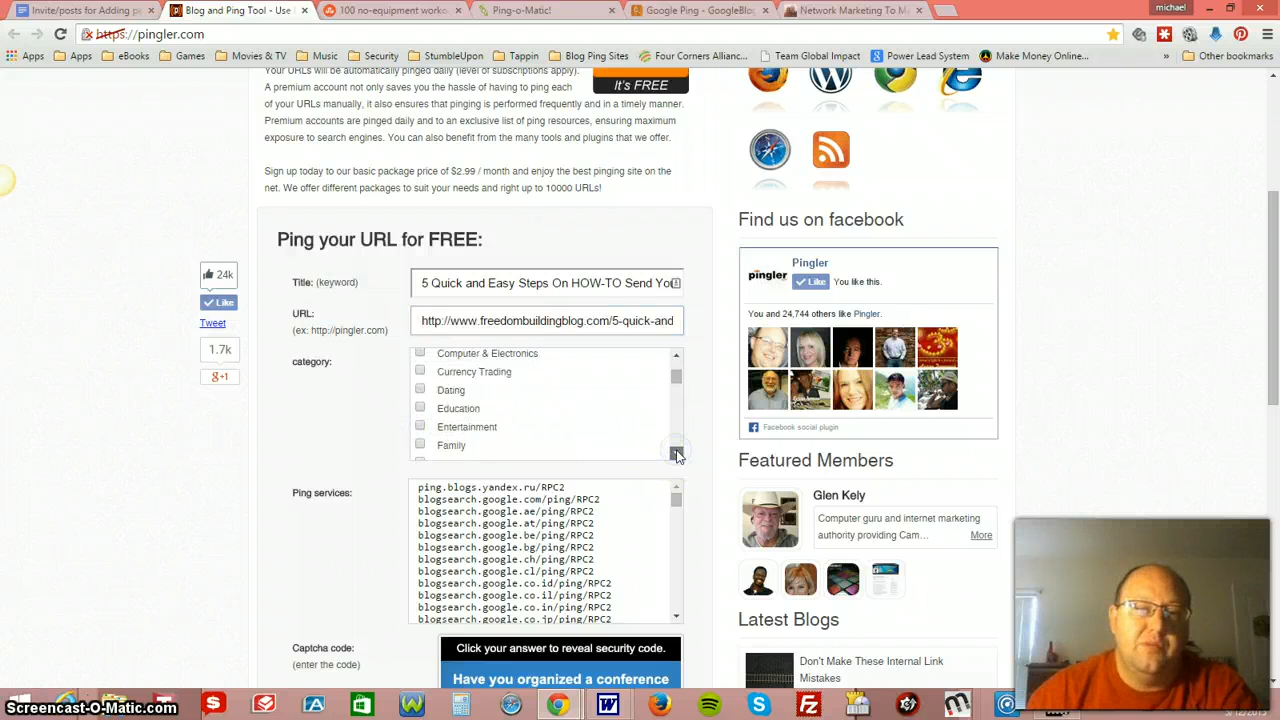 Invite/posts for Adding pe
Blog and Ping Tool - Use
100 no-equipment worko
Ping-o-Matic!
Google Ping - GoogleBlog
Network Marketing To M
michael
https://pingler.com
Apps
Apps
eBooks
Games
Movies & TV
Music
Security
StumbleUpon
Tappin
Blog Ping Sites
Four Corners Allianc...
Team Global Impact
Power Lead System
Make Money Online...
»
Other bookmarks
Your URLs will be automatically pinged daily (level of subscriptions apply).
A premium account not only saves you the hassle of having to ping each
of your URLs manually, it also ensures that pinging is performed frequently and in a timely manner.
Premium accounts are pinged daily and to an exclusive list of ping resources, ensuring maximum
exposure to search engines. You can also benefit from the many tools and plugins that we offer.
It's FREE
Sign up today to our basic package price of $2.99 / month and enjoy the best pinging site on the
net. We offer different packages to suit your needs and right up to 10000 URLs!
Ping your URL for FREE:
Title: (keyword)
5 Quick and Easy Steps On HOW-TO Send You
URL:
(ex: http://pingler.com)
http://www.freedombuildingblog.com/5-quick-and
category:
Computer & Electronics
Currency Trading
Dating
Education
Entertainment
Family
Ping services:
ping.blogs.yandex.ru/RPC2
blogsearch.google.com/ping/RPC2
blogsearch.google.ae/ping/RPC2
blogsearch.google.at/ping/RPC2
blogsearch.google.be/ping/RPC2
blogsearch.google.bg/ping/RPC2
blogsearch.google.ch/ping/RPC2
blogsearch.google.cl/ping/RPC2
blogsearch.google.co.id/ping/RPC2
blogsearch.google.co.il/ping/RPC2
blogsearch.google.co.in/ping/RPC2
blogsearch.google.co.jp/ping/RPC2
Captcha code:
(enter the code)
Click your answer to reveal security code.
Have you organized a conference
24k
Like
Tweet
1.7k
+1
Find us on facebook
pingler
Pingler
Like
You like this.
You and 24,744 others like Pingler.
Facebook social plugin
Featured Members
Glen Kely
Computer guru and internet marketing
authority providing Cam…
More
Latest Blogs
Don't Make These Internal Link
Mistakes
Screencast-O-Matic.com